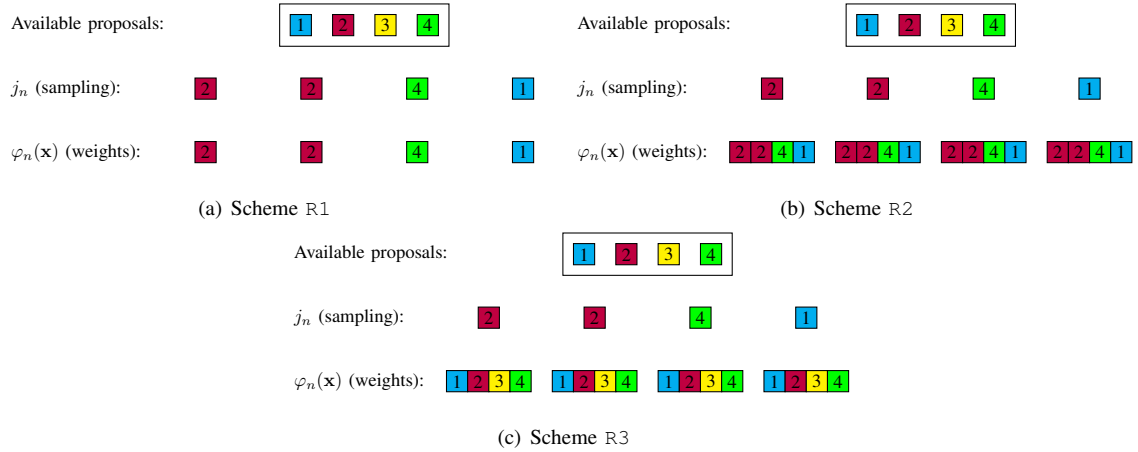 Available proposals: 1 2 3 4
j_n (sampling): 2 2 4 1
φ_n(x) (weights): 2 2 4 1
(a) Scheme R1
Available proposals: 1 2 3 4
j_n (sampling): 2 2 4 1
φ_n(x) (weights): 2 2 4 1 2 2 4 1 2 2 4 1 2 2 4 1
(b) Scheme R2
Available proposals: 1 2 3 4
j_n (sampling): 2 2 4 1
φ_n(x) (weights): 1 2 3 4 1 2 3 4 1 2 3 4 1 2 3 4
(c) Scheme R3